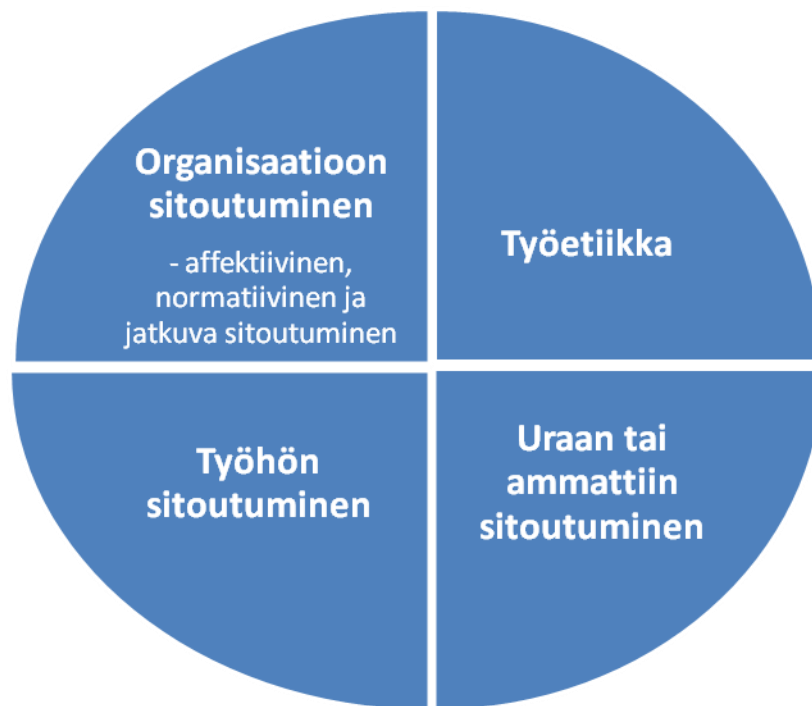 Organisaatioon
sitoutuminen
- affektiivinen,
normatiivinen ja
jatkuva sitoutuminen
Työetiikka
Työhön
sitoutuminen
Uraan tai
ammattiin
sitoutuminen